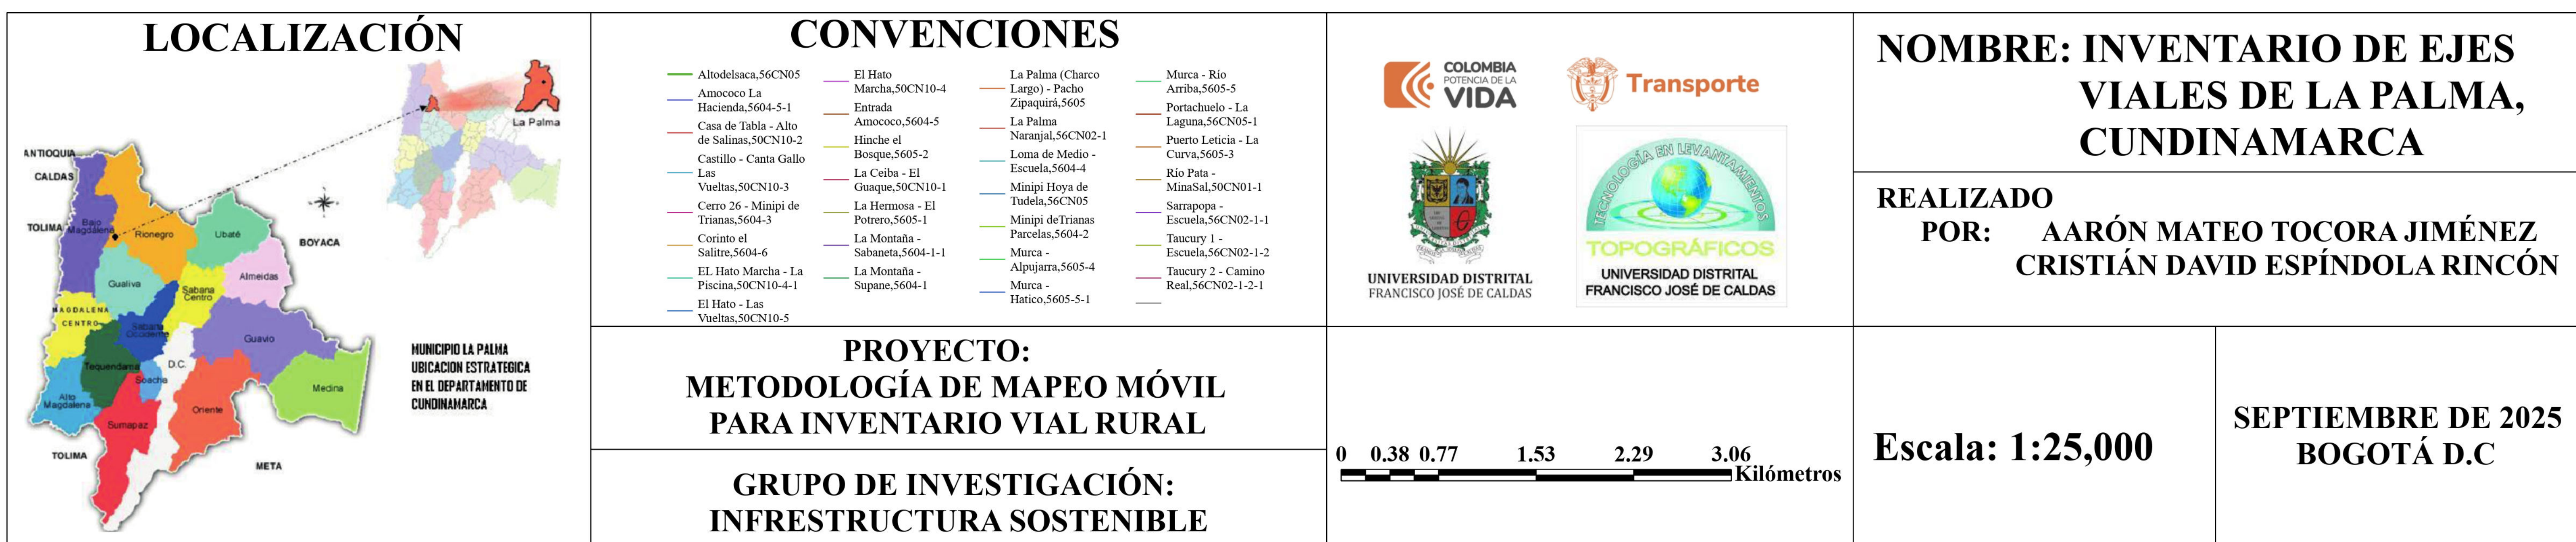 LOCALIZACIÓN
La Palma
ANTIOQUIA
CALDAS
TOLIMA
Bajo
Magdalena
Rionegro
Ubaté
BOYACA
Almeidas
Gualiva
Sabana
Centro
MAGDALENA
CENTRO
Sabana
Occidente
Guavio
D.C.
Tequendama
Soacha
Medina
Alto
Magdalena
Oriente
Sumapaz
TOLIMA
META
MUNICIPIO LA PALMA
UBICACION ESTRATEGICA
EN EL DEPARTAMENTO DE
CUNDINAMARCA
CONVENCIONES
Altodelsaca,56CN05
Amococo La
Hacienda,5604-5-1
Casa de Tabla - Alto
de Salinas,50CN10-2
Castillo - Canta Gallo
Las
Vueltas,50CN10-3
Cerro 26 - Minipi de
Trianas,5604-3
Corinto el
Salitre,5604-6
EL Hato Marcha - La
Piscina,50CN10-4-1
El Hato - Las
Vueltas,50CN10-5
El Hato
Marcha,50CN10-4
Entrada
Amococo,5604-5
Hinche el
Bosque,5605-2
La Ceiba - El
Guaque,50CN10-1
La Hermosa - El
Potrero,5605-1
La Montaña -
Sabaneta,5604-1-1
La Montaña -
Supane,5604-1
La Palma (Charco
Largo) - Pacho
Zipaquirá,5605
La Palma
Naranjal,56CN02-1
Loma de Medio -
Escuela,5604-4
Minipi Hoya de
Tudela,56CN05
Minipi deTrianas
Parcelas,5604-2
Murca -
Alpujarra,5605-4
Murca -
Hatico,5605-5-1
Murca - Río
Arriba,5605-5
Portachuelo - La
Laguna,56CN05-1
Puerto Leticia - La
Curva,5605-3
Río Pata -
MinaSal,50CN01-1
Sarrapopa -
Escuela,56CN02-1-1
Taucury 1 -
Escuela,56CN02-1-2
Taucury 2 - Camino
Real,56CN02-1-2-1
PROYECTO:
METODOLOGÍA DE MAPEO MÓVIL
PARA INVENTARIO VIAL RURAL
GRUPO DE INVESTIGACIÓN:
INFRESTRUCTURA SOSTENIBLE
COLOMBIA
POTENCIA DE LA
VIDA
Transporte
UNIVERSIDAD DISTRITAL
FRANCISCO JOSÉ DE CALDAS
TECNOLOGÍA EN LEVANTAMIENTOS
TOPOGRÁFICOS
UNIVERSIDAD DISTRITAL
FRANCISCO JOSÉ DE CALDAS
0 0.38 0.77 1.53 2.29 3.06
Kilómetros
NOMBRE: INVENTARIO DE EJES
VIALES DE LA PALMA,
CUNDINAMARCA
REALIZADO
POR: AARÓN MATEO TOCORA JIMÉNEZ
CRISTIÁN DAVID ESPÍNDOLA RINCÓN
Escala: 1:25,000
SEPTIEMBRE DE 2025
BOGOTÁ D.C